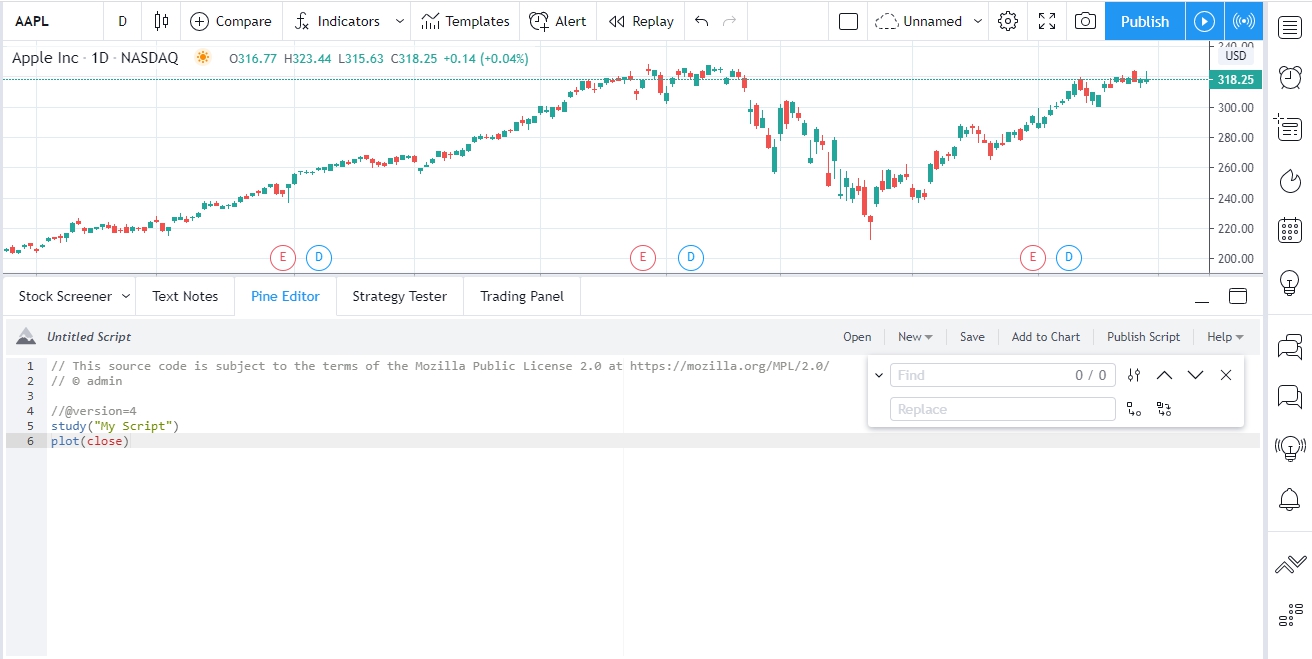 AAPL D Compare Indicators Templates Alert Replay Unnamed Publish
Apple Inc · 1D · NASDAQ O316.77 H323.44 L315.63 C318.25 +0.14 (+0.04%)
340.00
USD
318.25
300.00
280.00
260.00
240.00
220.00
200.00
E D E D E D
Stock Screener Text Notes Pine Editor Strategy Tester Trading Panel
Untitled Script Open New Save Add to Chart Publish Script Help
1 // This source code is subject to the terms of the Mozilla Public License 2.0 at https://mozilla.org/MPL/2.0/
2 // © admin
3
4 //@version=4
5 study("My Script")
6 plot(close)
Find 0 / 0
Replace